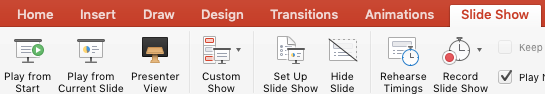 Home Insert Draw Design Transitions Animations Slide Show
Play from Start
Play from Current Slide
Presenter View
Custom Show
Set Up Slide Show
Hide Slide
Rehearse Timings
Record Slide Show
Keep
Play